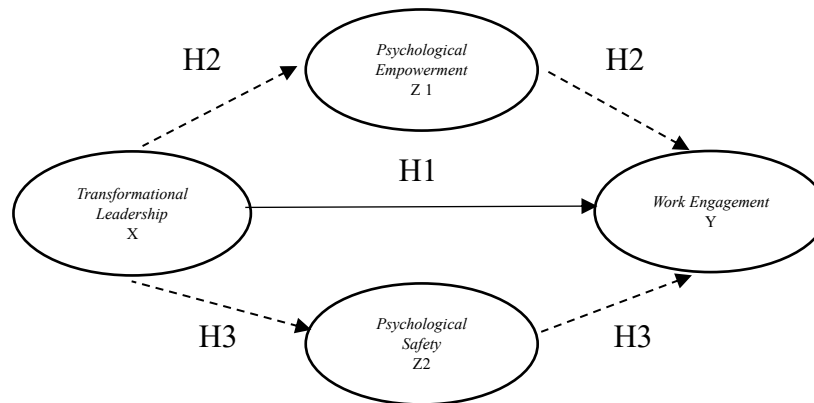 H2
Psychological
Empowerment
Z 1
H2
H1
Transformational
Leadership
X
Work Engagement
Y
H3
Psychological
Safety
Z2
H3